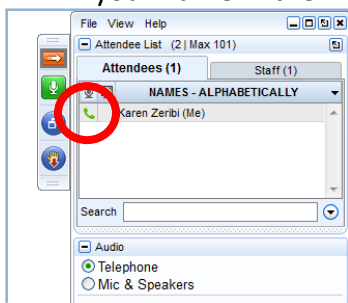 File View Help
Attendee List (2 | Max 101)
Attendees (1) Staff (1)
NAMES - ALPHABETICALLY
Karen Zeribi (Me)
Search
Audio
Telephone
Mic & Speakers